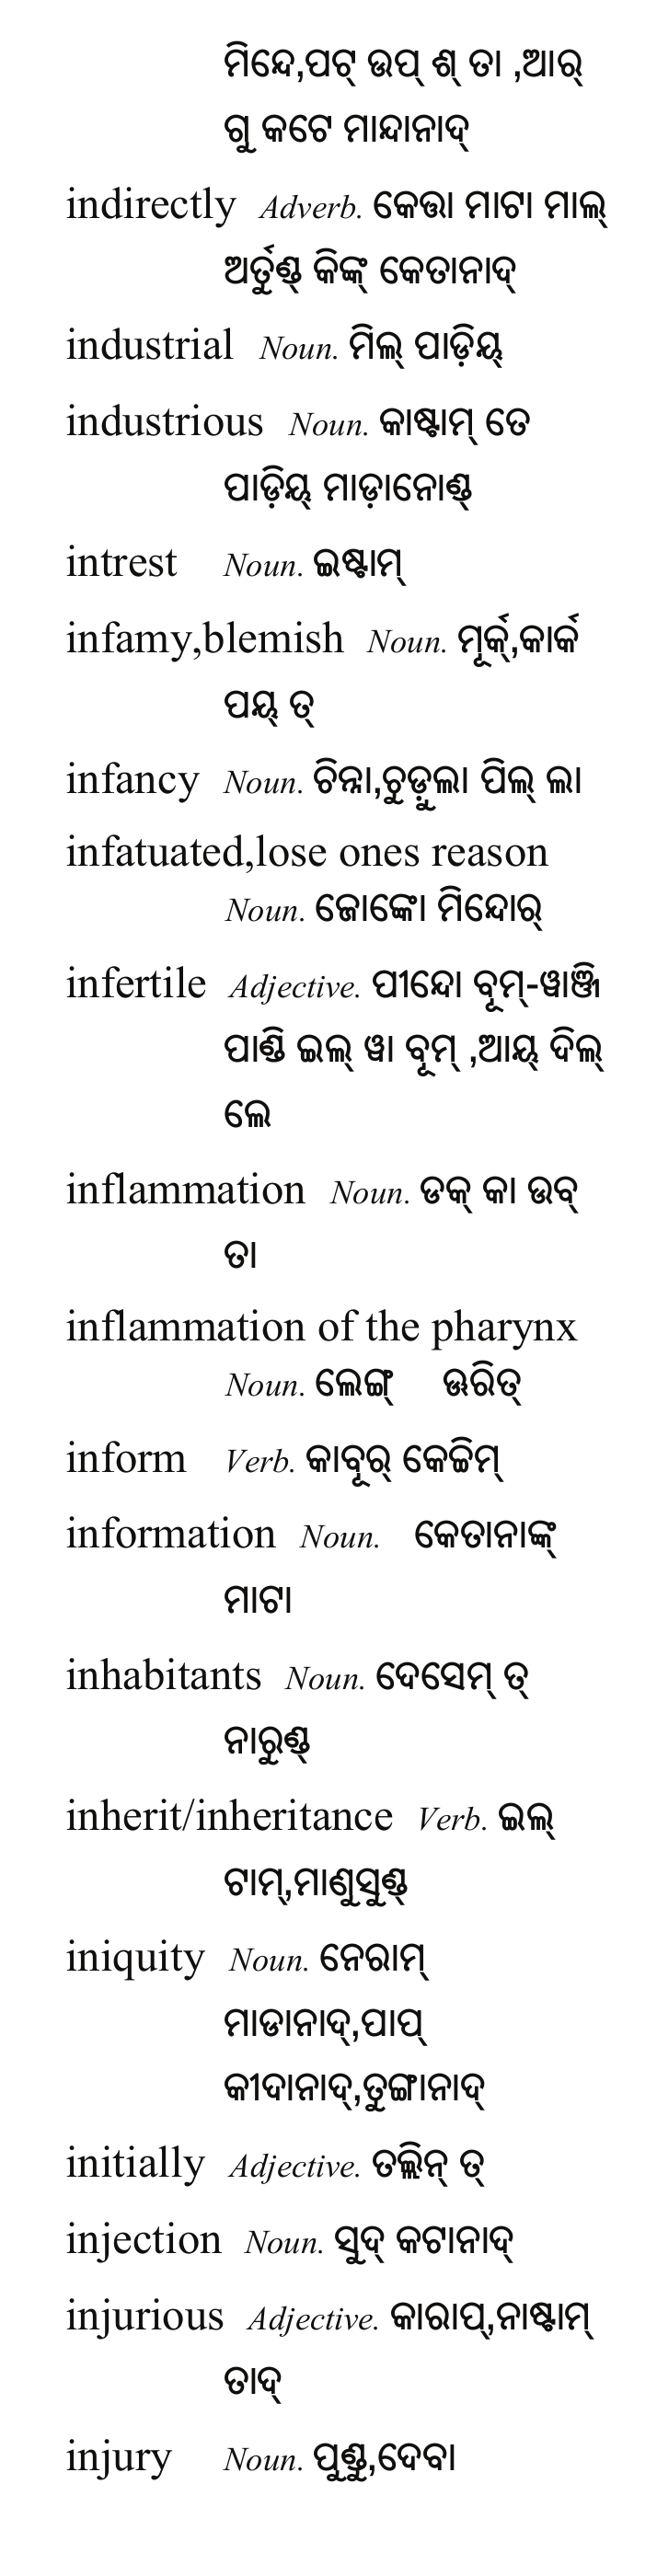 ମିନ୍ଦେ,ପଟ୍ ଉପ୍ ଶ୍ ତା ,ଆର୍
ଗୁ କଟେ ମାନ୍ଦାନାଦ୍
indirectly Adverb. କେଭା ମାଟା ମାଲ୍
ଅର୍ତୁଣ୍ଡ୍ କିଙ୍କ୍ କେତାନାଦ୍
industrial Noun. ମିଲ୍ ପାଡ଼ିୟ୍
industrious Noun. କାଷ୍ଟାମ୍ ତେ
ପାଡ଼ିୟ୍ ମାଡ଼ାନୋଣ୍ଡ୍
intrest Noun. ଇଷ୍ଟାମ୍
infamy,blemish Noun. ମୂର୍କ୍,କାର୍କ
ପୟ୍ ତ୍
infancy Noun. ଚିନ୍ନା,ଚୁଡୁଲା ପିଲ୍ ଲା
infatuated,lose ones reason
Noun. ଜୋଙ୍କୋ ମିନ୍ଦୋର୍
infertile Adjective. ପୀନ୍ଦୋ ବୂମ୍-ୱାଞ୍ଜି
ପାଣ୍ଡି ଇଲ୍ ୱା ବୂମ୍ ,ଆୟ୍ ଦିଲ୍
ଲେ
inflammation Noun. ଡକ୍ କା ଉବ୍
ତା
inflammation of the pharynx
Noun. ଲେଙ୍ଗ୍ ଊରିତ୍
inform Verb. କାବୂର୍ କେଚ୍ଚିମ୍
information Noun. କେତାନାଙ୍କ୍
ମାଟା
inhabitants Noun. ଦେସେମ୍ ତ୍
ନାରୁଣ୍ଡ୍
inherit/inheritance Verb. ଇଲ୍
ଟାମ୍,ମାଣୁସୁଣ୍ଡ୍
iniquity Noun. ନେରାମ୍
ମାଡାନାଦ୍,ପାପ୍
କୀଦାନାଦ୍,ତୁଙ୍ଗାନାଦ୍
initially Adjective. ତଲ୍ଲିନ୍ ତ୍
injection Noun. ସୁଦ୍ କଟାନାଦ୍
injurious Adjective. କାରାପ୍,ନାଷ୍ଟାମ୍
ତାଦ୍
injury Noun. ପୁଣ୍ଡୁ,ଦେବା